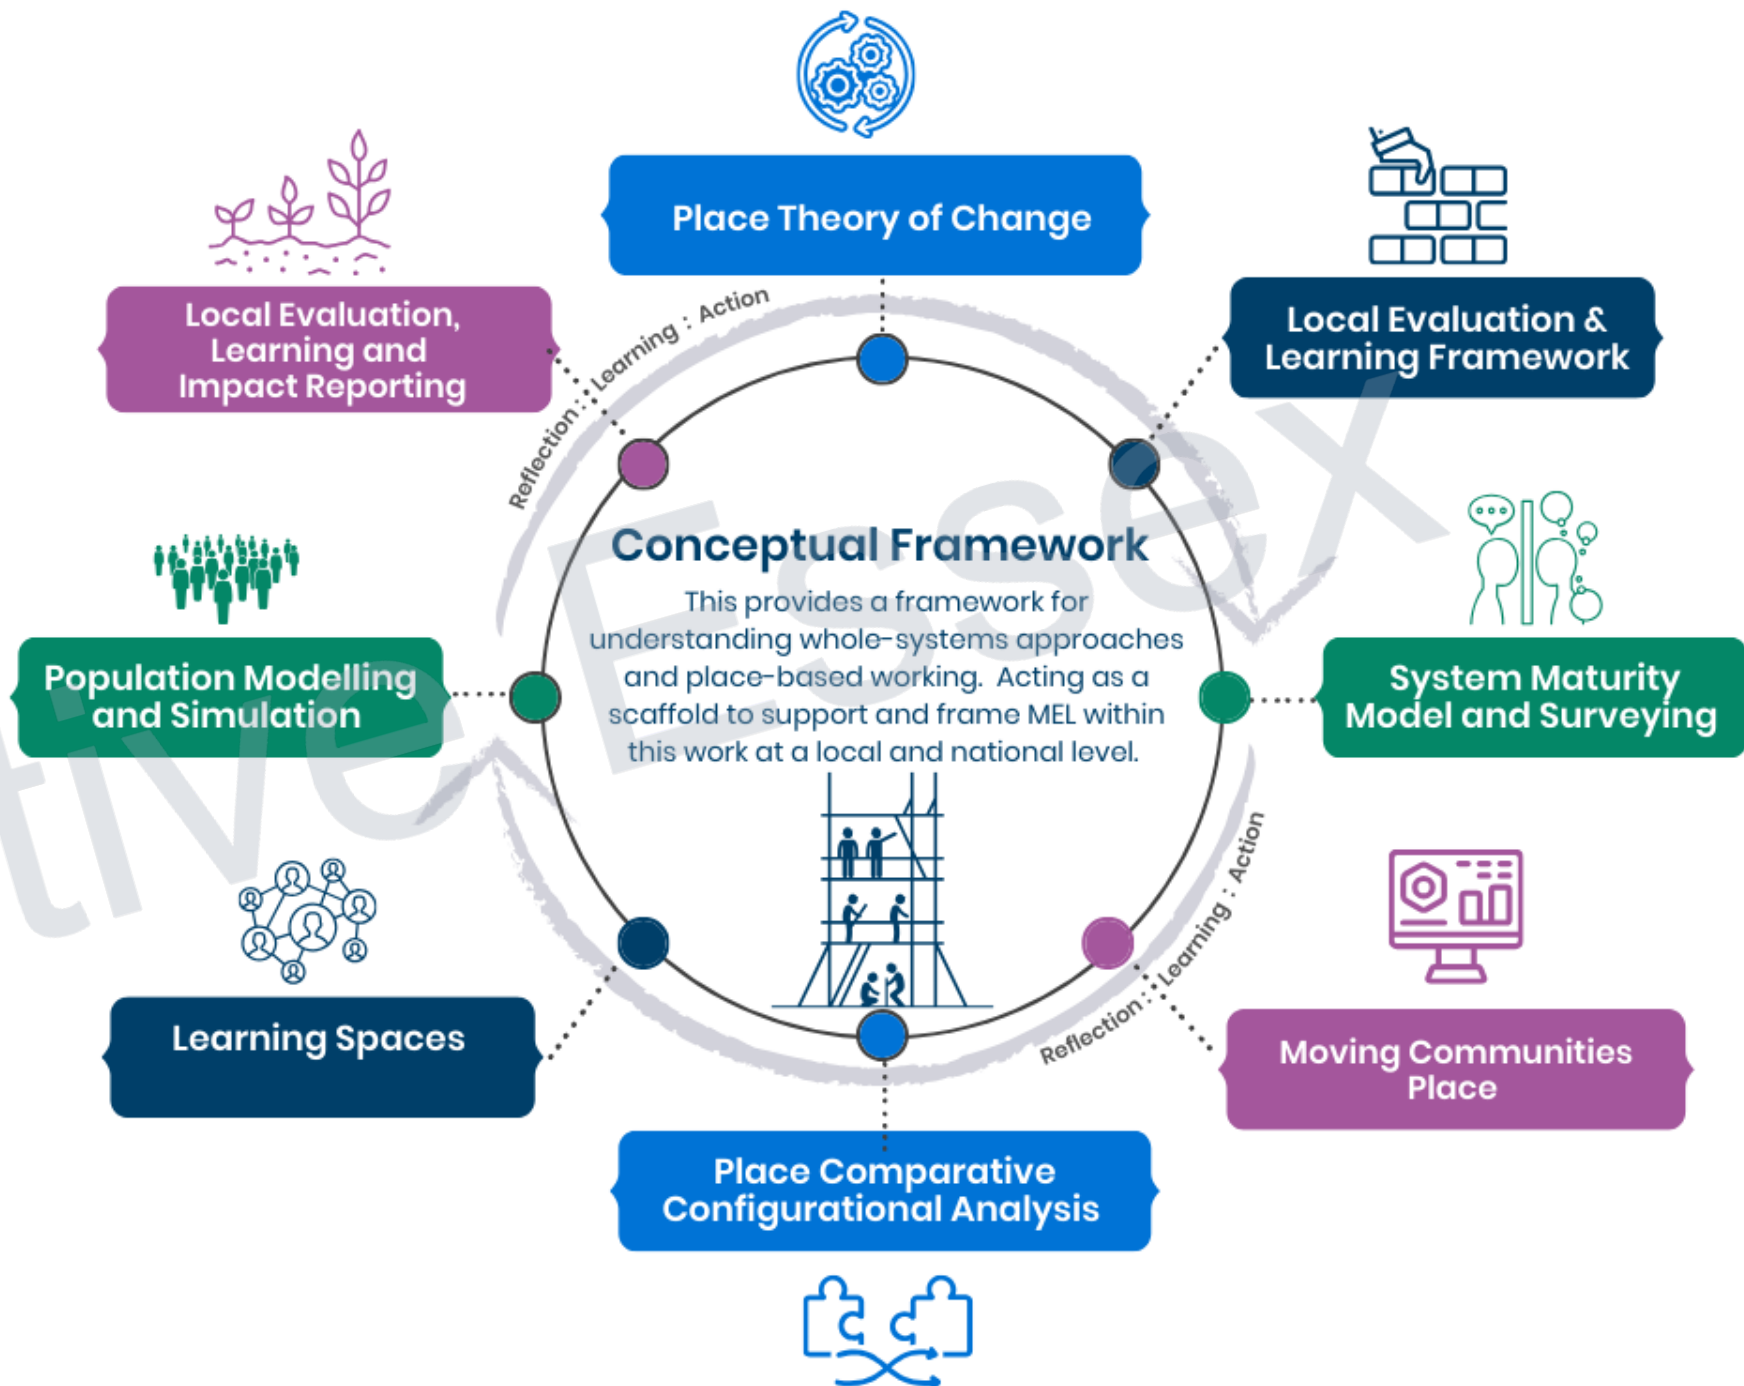 Place Theory of Change
Local Evaluation,
Learning and
Impact Reporting
Local Evaluation &
Learning Framework
Reflection : Learning : Action
Conceptual Framework
This provides a framework for
understanding whole-systems approaches
and place-based working. Acting as a
scaffold to support and frame MEL within
this work at a local and national level.
Population Modelling
and Simulation
System Maturity
Model and Surveying
Learning Spaces
Reflection : Learning : Action
Moving Communities
Place
Place Comparative
Configurational Analysis
tive Essex